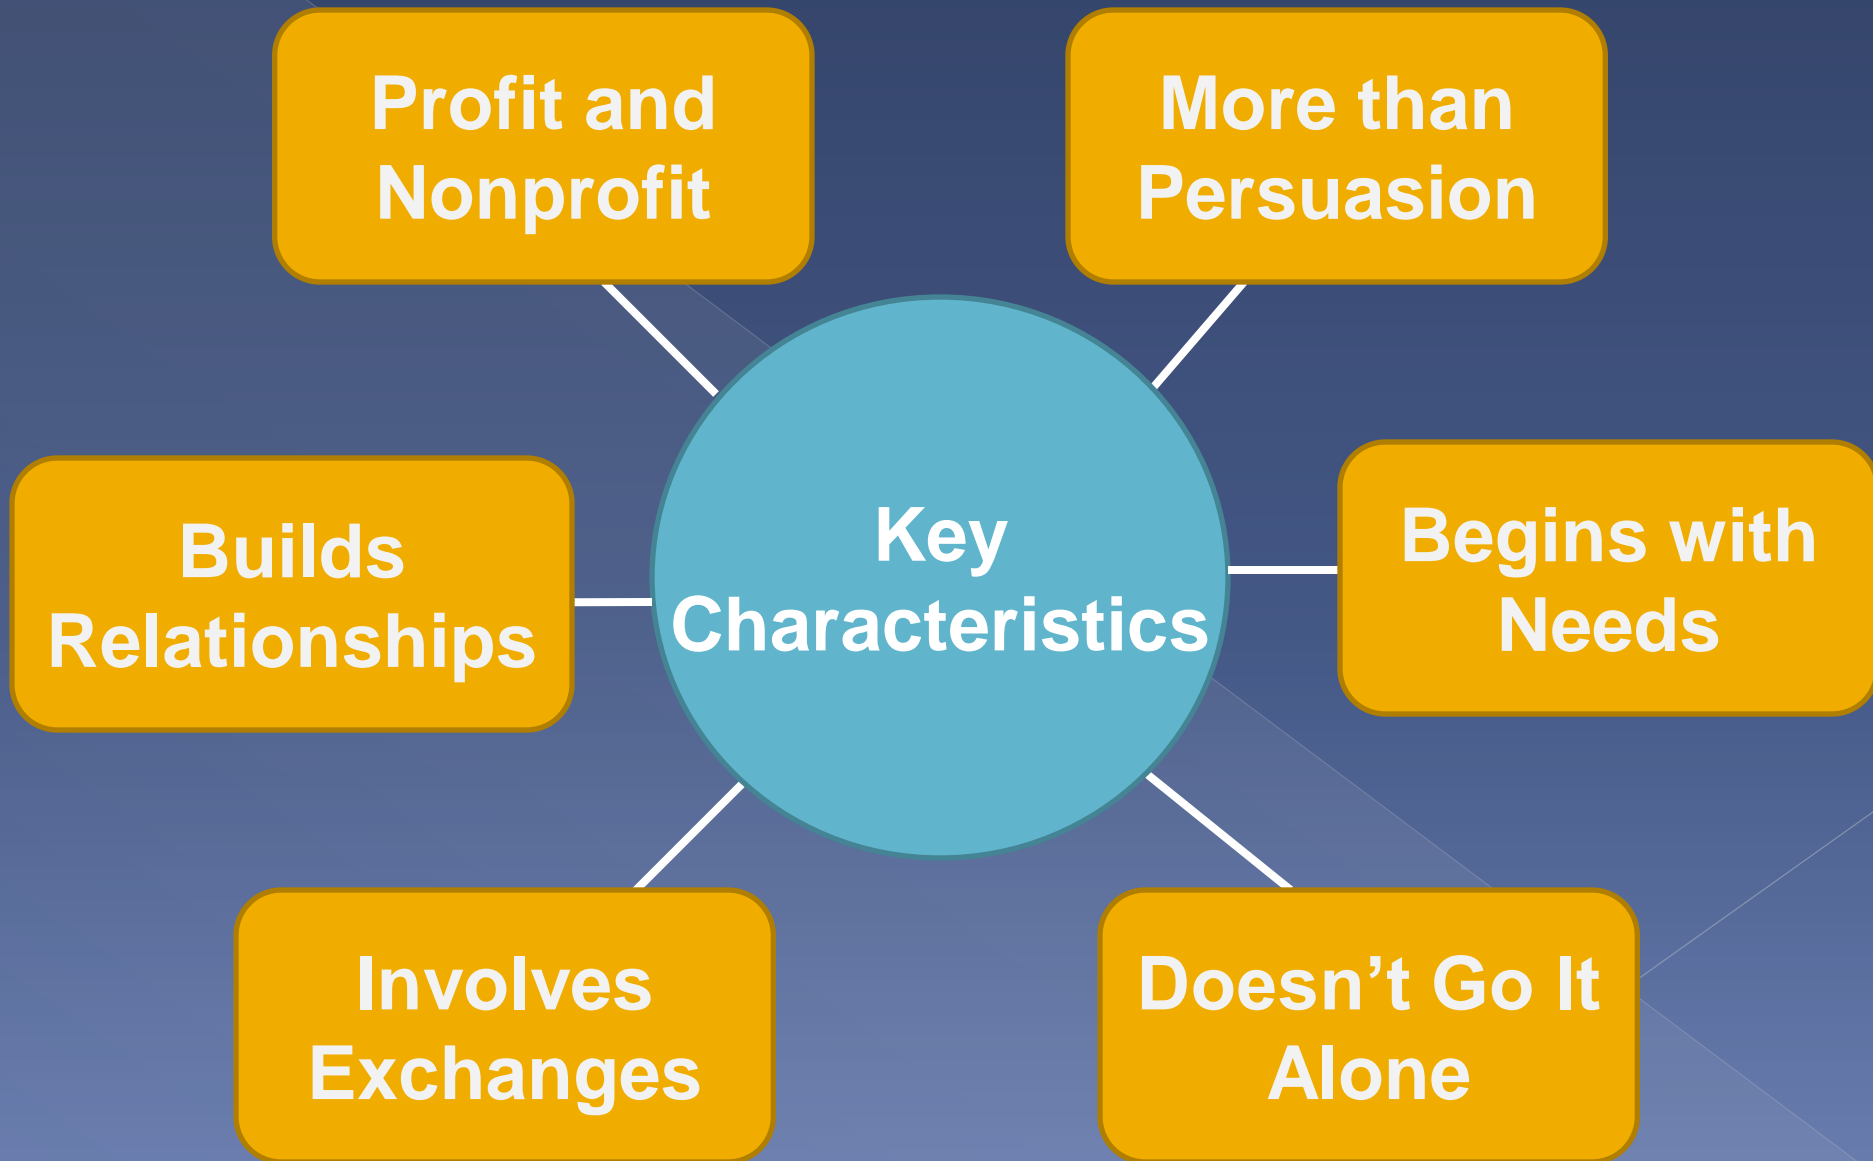 Profit and
Nonprofit
More than
Persuasion
Builds
Relationships
Key
Characteristics
Begins with
Needs
Involves
Exchanges
Doesn’t Go It
Alone